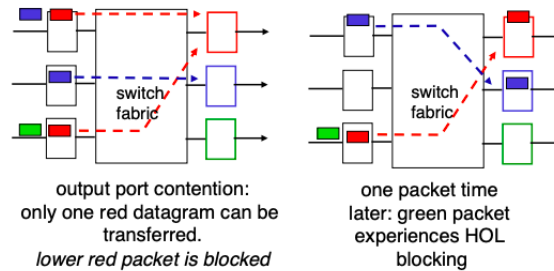 switch
fabric
switch
fabric
output port contention:
only one red datagram can be
transferred.
lower red packet is blocked
one packet time
later: green packet
experiences HOL
blocking